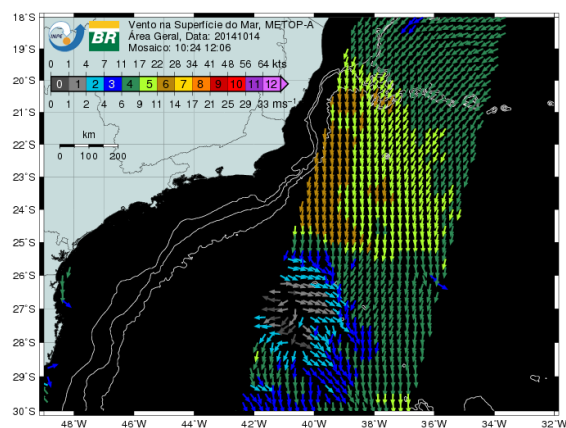 INPE
BR
Vento na Superfície do Mar, METOP-A
Área Geral, Data: 20141014
Mosaico: 10:24 12:06
0 1 4 7 11 17 22 28 34 41 48 56 64 kts
0 1 2 3 4 5 6 7 8 9 10 11 12
0 1 2 4 6 9 11 14 17 21 25 29 33 ms⁻¹
km
0 100 200
18°S
19°S
20°S
21°S
22°S
23°S
24°S
25°S
26°S
27°S
28°S
29°S
30°S
48°W 46°W 44°W 42°W 40°W 38°W 36°W 34°W 32°W